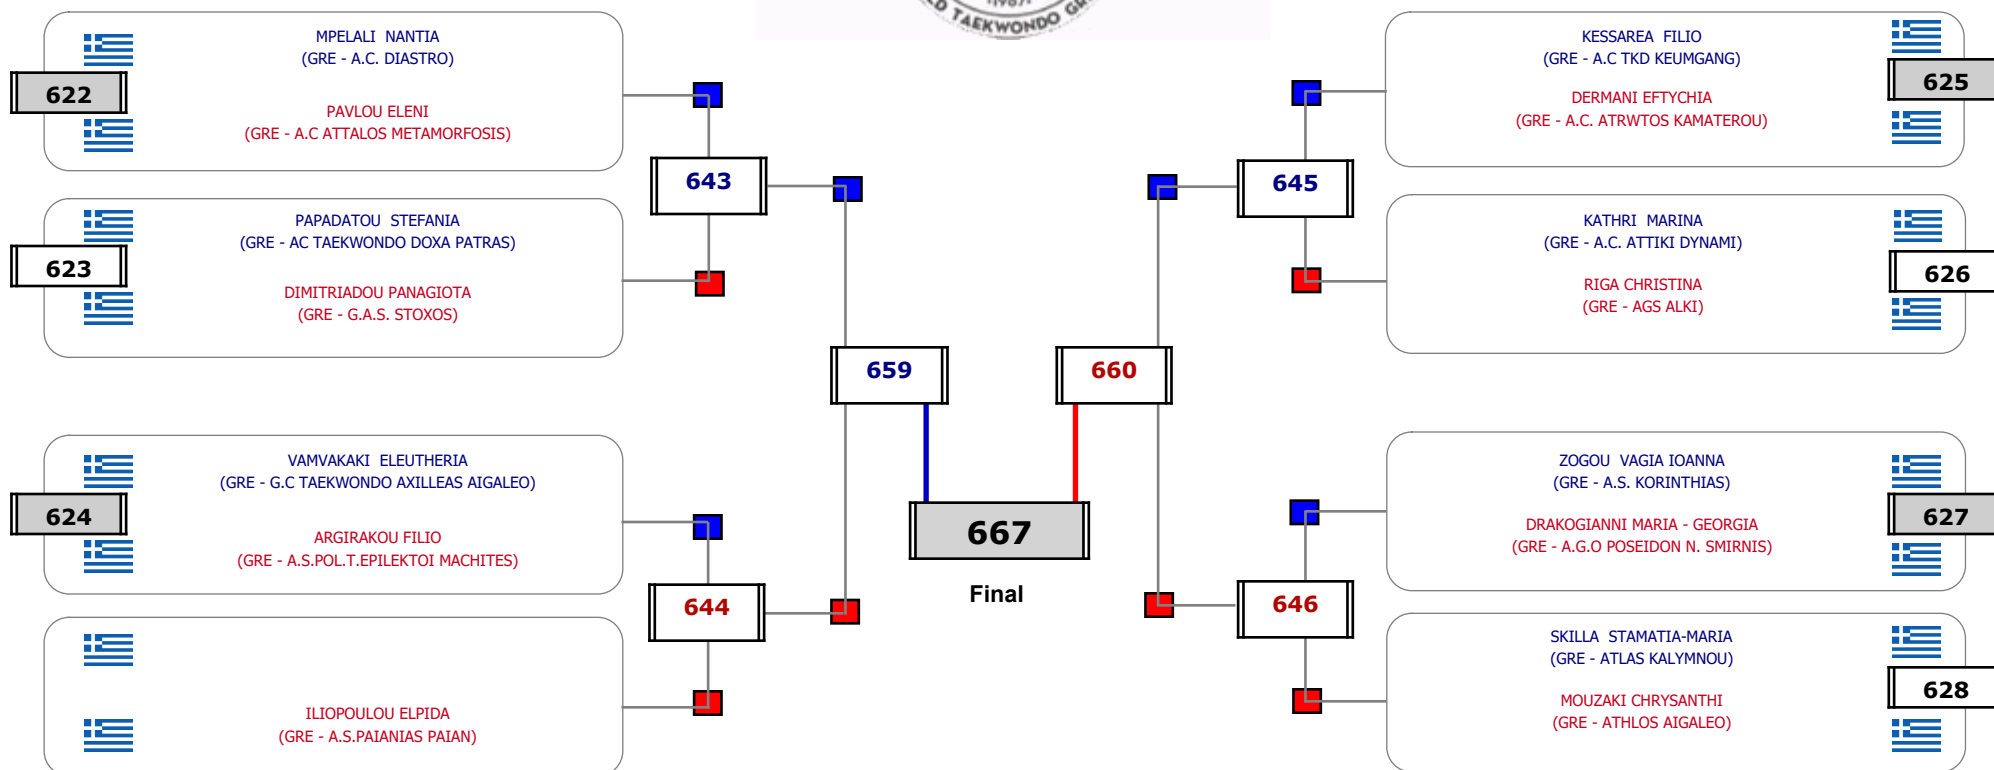 (1987)
TAEKWONDO
MPELALI NANTIA
(GRE - A.C. DIASTRO)
622
PAVLOU ELENI
(GRE - A.C ATTALOS METAMORFOSIS)
643
PAPADATOU STEFANIA
(GRE - AC TAEKWONDO DOXA PATRAS)
623
DIMITRIADOU PANAGIOTA
(GRE - G.A.S. STOXOS)
659
VAMVAKAKI ELEUTHERIA
(GRE - G.C TAEKWONDO AXILLEAS AIGALEO)
624
ARGIRAKOU FILIO
(GRE - A.S.POL.T.EPILEKTOI MACHITES)
644
ILIOPOULOU ELPIDA
(GRE - A.S.PAIANIAS PAIAN)
667
Final
KESSAREA FILIO
(GRE - A.C TKD KEUMGANG)
625
DERMANI EFTYCHIA
(GRE - A.C. ATRWTOS KAMATEROU)
645
KATHRI MARINA
(GRE - A.C. ATTIKI DYNAMI)
626
RIGA CHRISTINA
(GRE - AGS ALKI)
660
ZOGOU VAGIA IOANNA
(GRE - A.S. KORINTHIAS)
627
DRAKOGIANNI MARIA - GEORGIA
(GRE - A.G.O POSEIDON N. SMIRNIS)
646
SKILLA STAMATIA-MARIA
(GRE - ATLAS KALYMNOU)
628
MOUZAKI CHRYSANTHI
(GRE - ATHLOS AIGALEO)